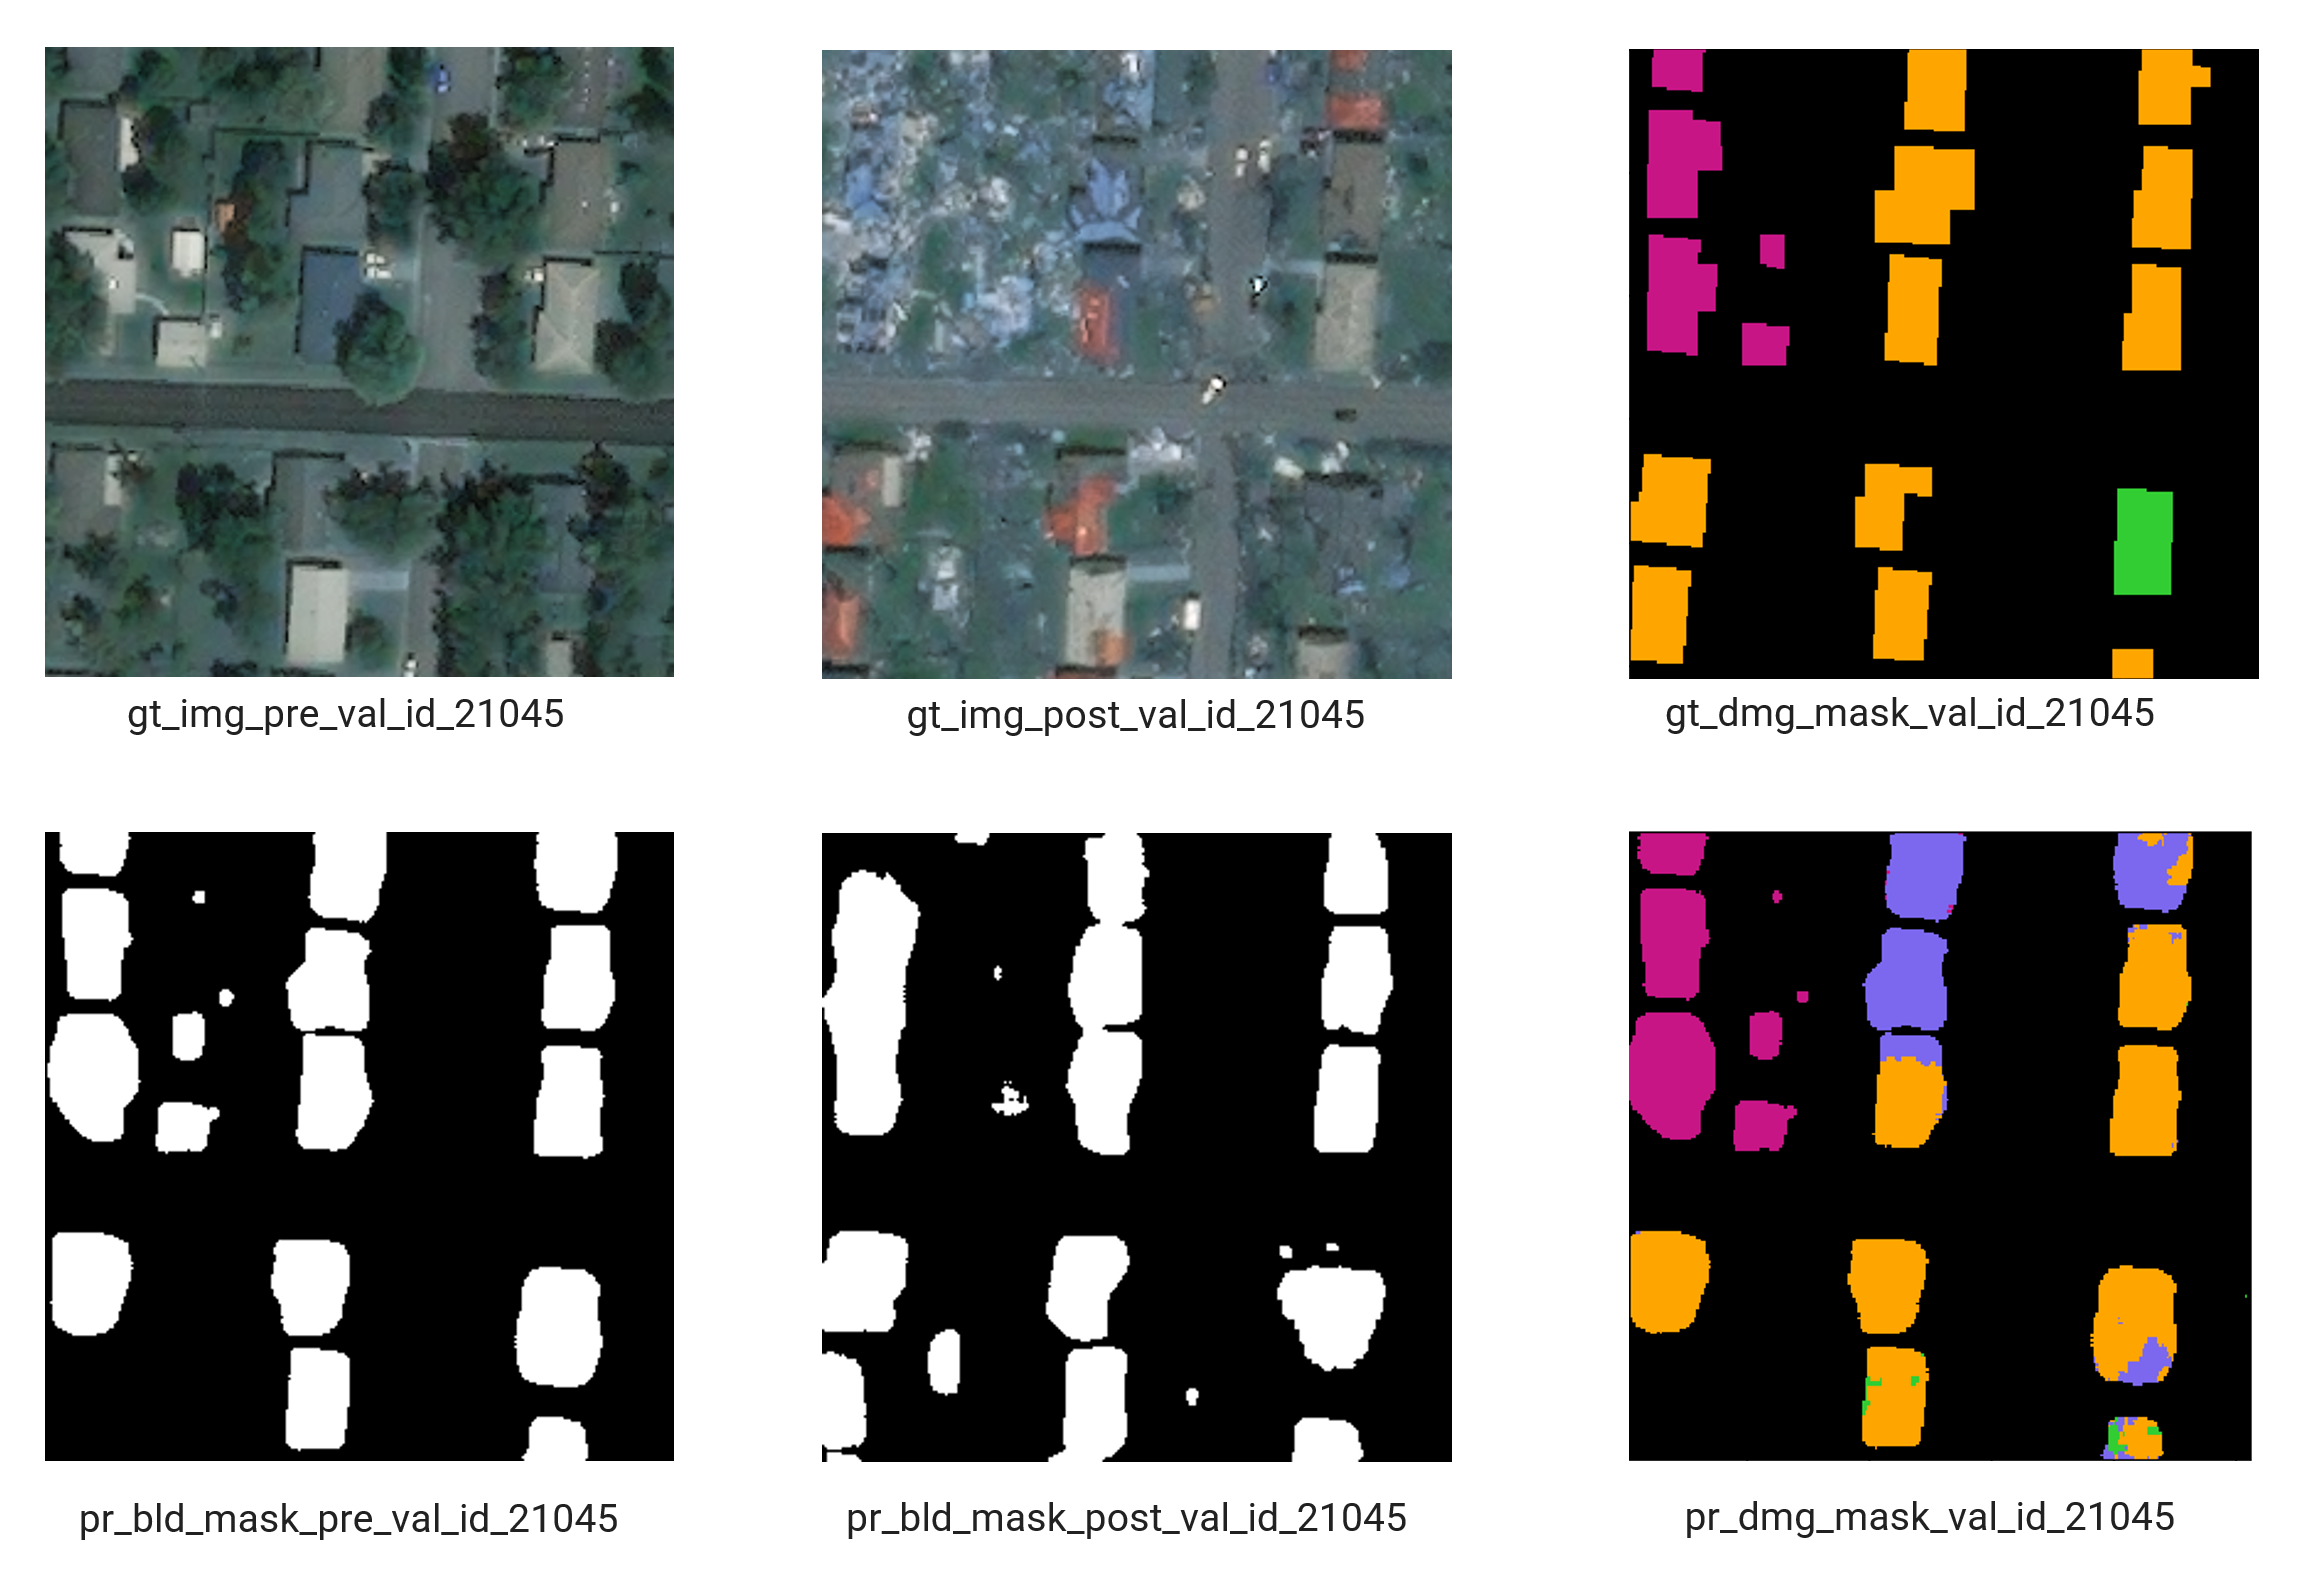 gt_img_pre_val_id_21045
gt_img_post_val_id_21045
gt_dmg_mask_val_id_21045
pr_bld_mask_pre_val_id_21045
pr_bld_mask_post_val_id_21045
pr_dmg_mask_val_id_21045